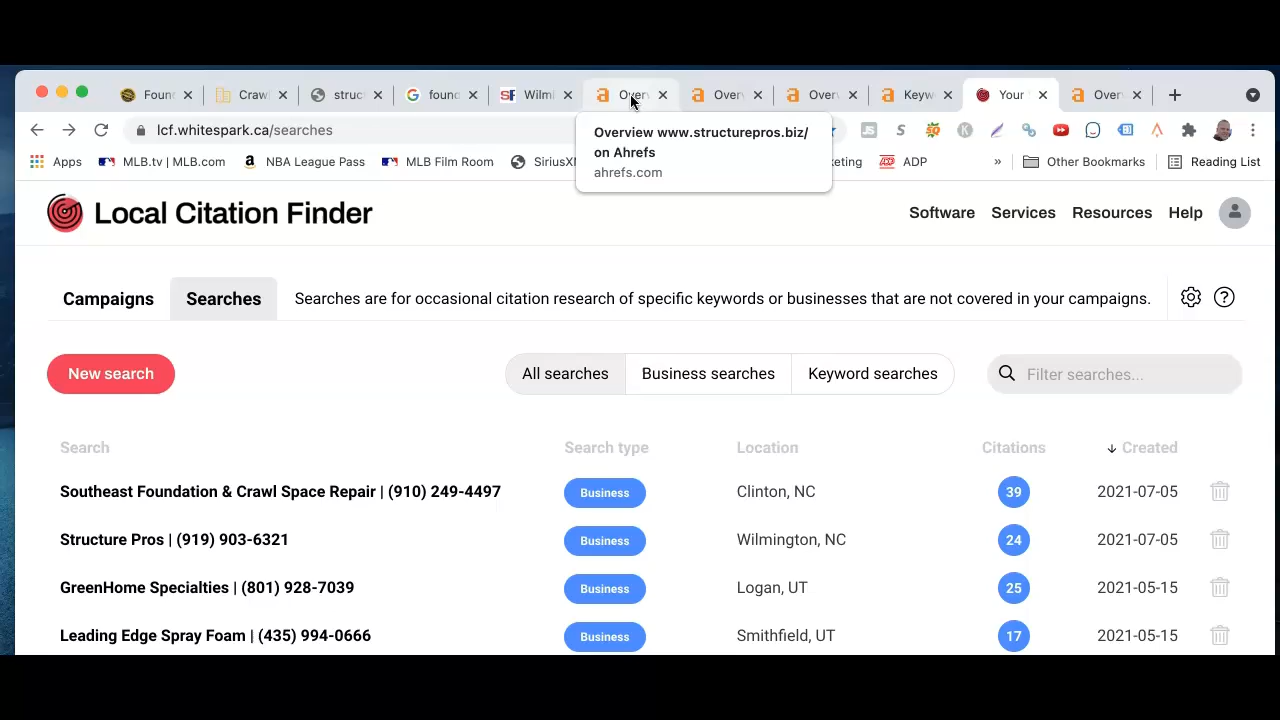 Foun
Craw
struc
foun
Wilmi
Over
Over
Over
Keyw
Your
Over
lcf.whitespark.ca/searches
Apps
MLB.tv | MLB.com
NBA League Pass
MLB Film Room
SiriusXM
keting
ADP
»
Other Bookmarks
Reading List
Overview www.structurepros.biz/
on Ahrefs
ahrefs.com
Local Citation Finder
Software
Services
Resources
Help
Campaigns
Searches
Searches are for occasional citation research of specific keywords or businesses that are not covered in your campaigns.
New search
All searches
Business searches
Keyword searches
Filter searches...
Search
Search type
Location
Citations
Created
Southeast Foundation & Crawl Space Repair | (910) 249-4497
Business
Clinton, NC
39
2021-07-05
Structure Pros | (919) 903-6321
Business
Wilmington, NC
24
2021-07-05
GreenHome Specialties | (801) 928-7039
Business
Logan, UT
25
2021-05-15
Leading Edge Spray Foam | (435) 994-0666
Business
Smithfield, UT
17
2021-05-15